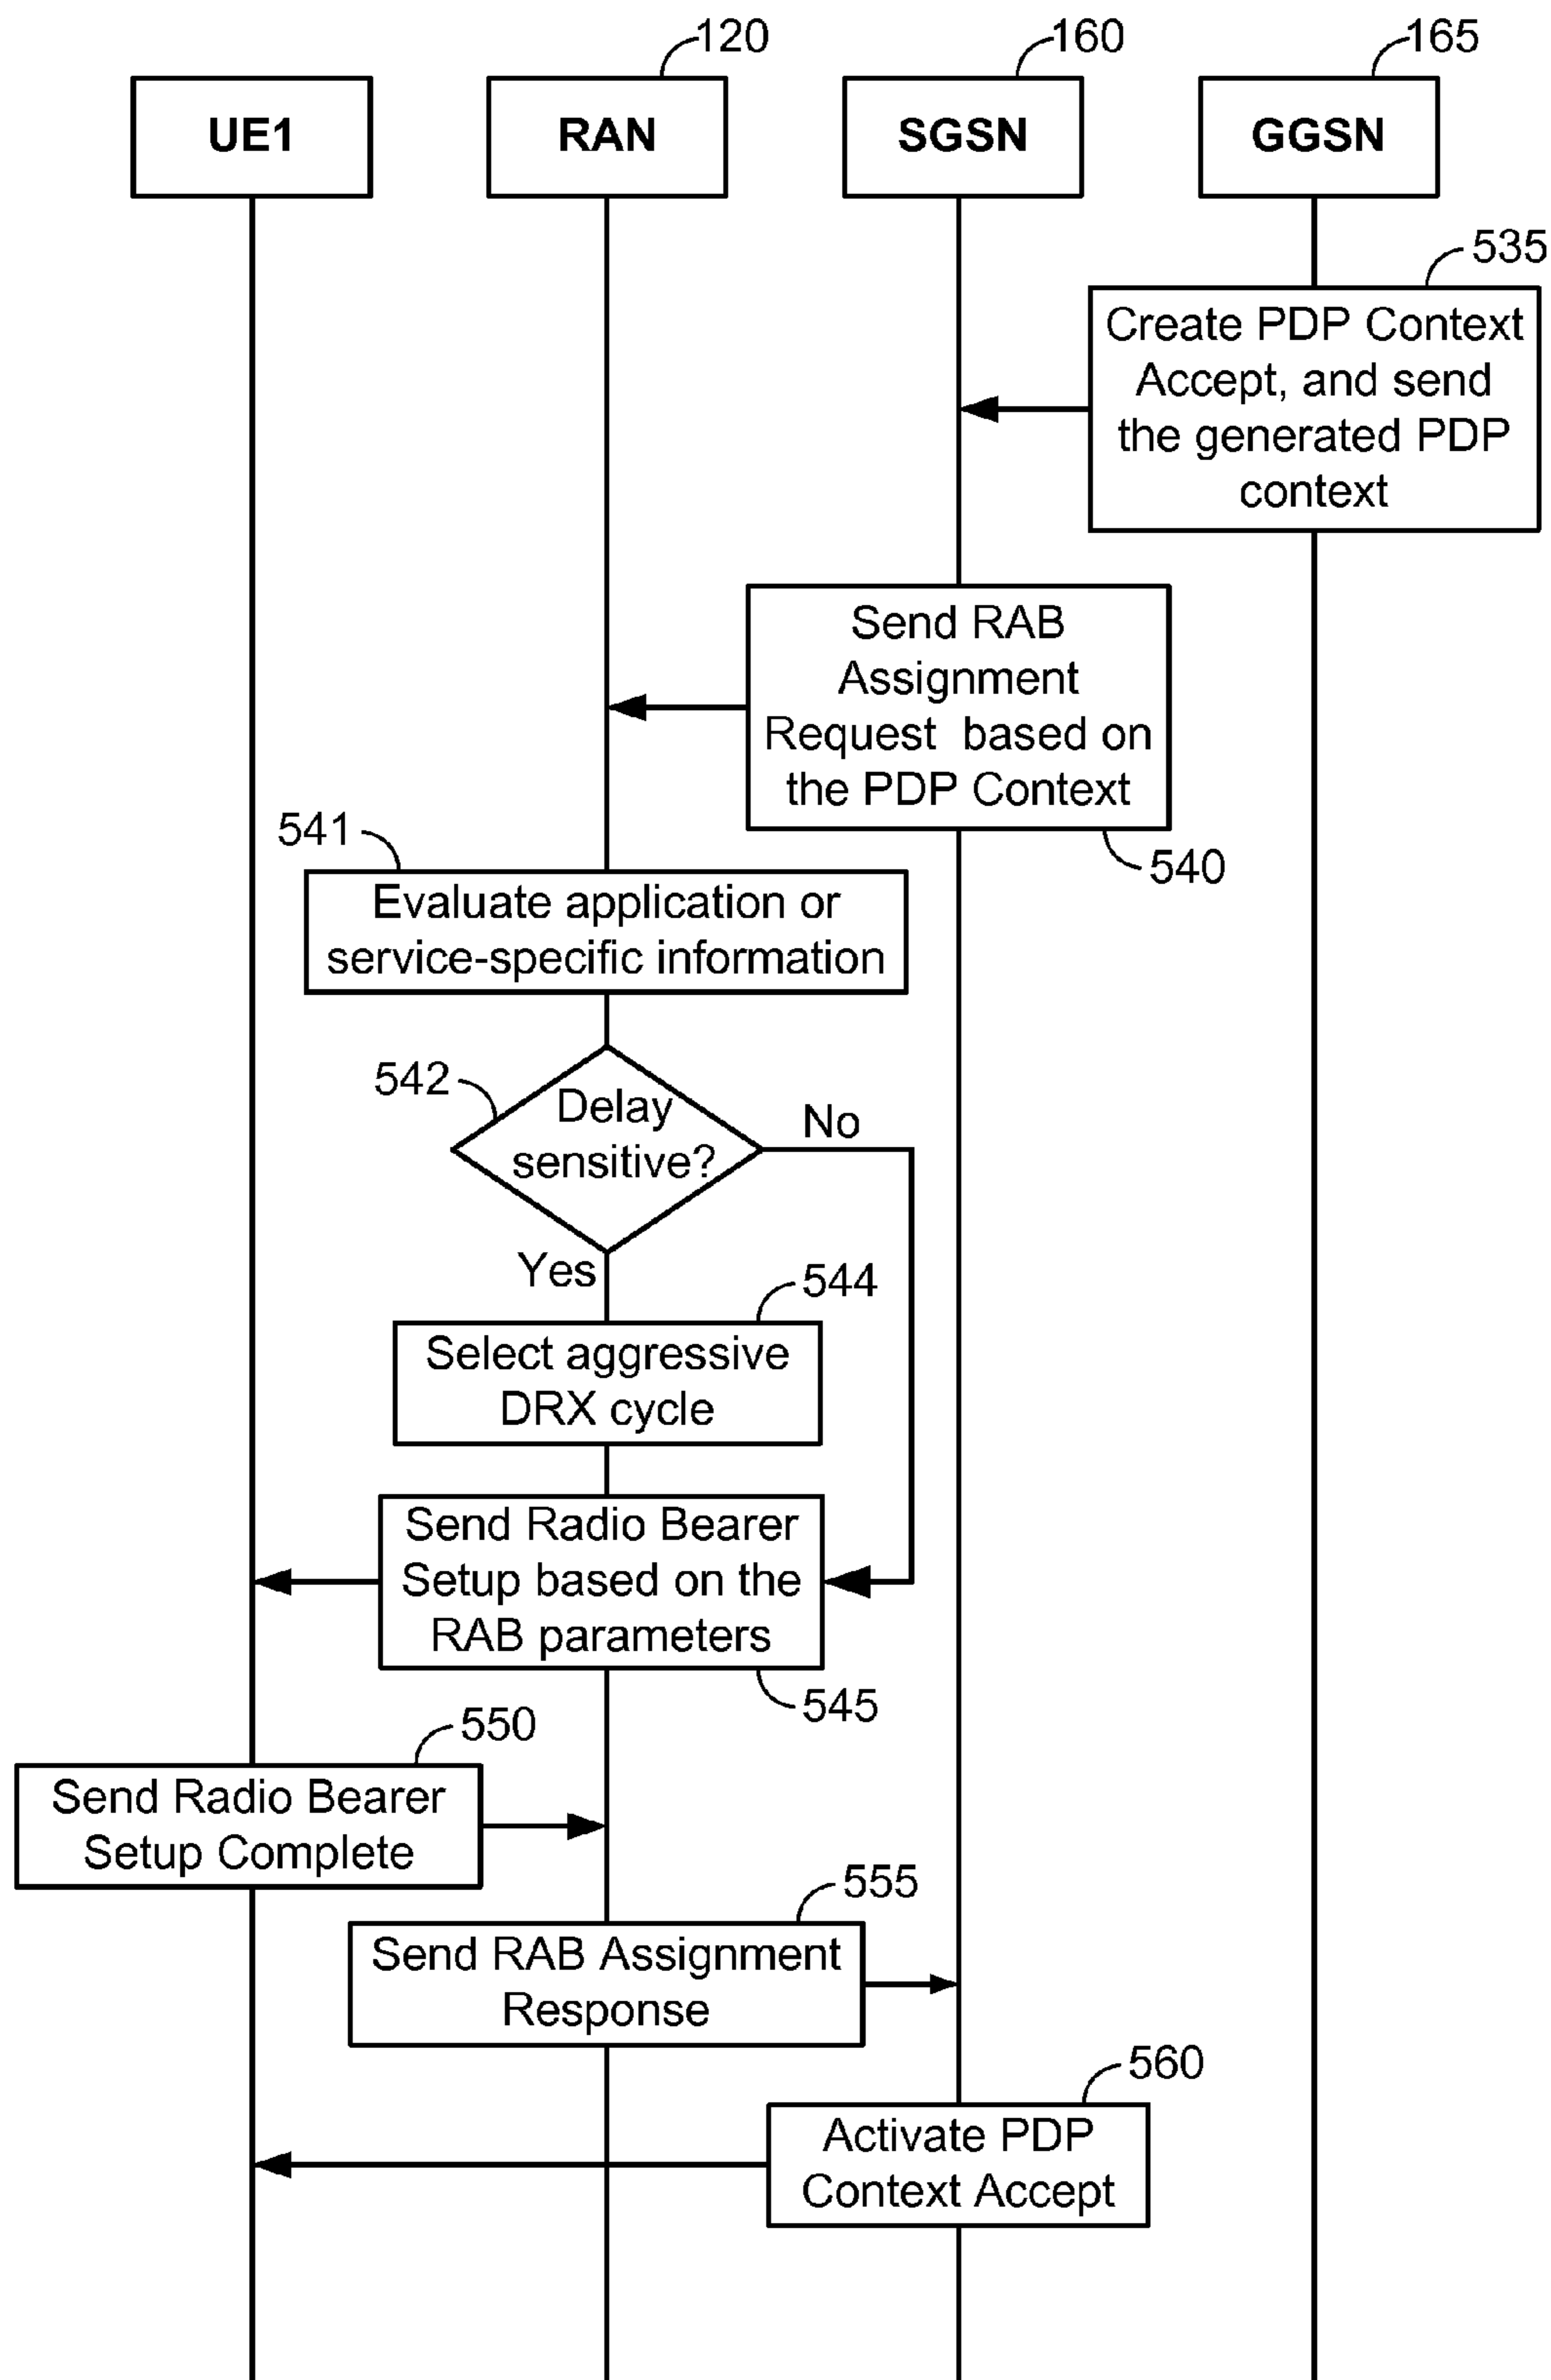 120
160
165
UE1
RAN
SGSN
GGSN
535
Create PDP Context
Accept, and send
the generated PDP
context
Send RAB
Assignment
Request based on
the PDP Context
540
541
Evaluate application or
service-specific information
542
Delay
sensitive?
No
Yes
544
Select aggressive
DRX cycle
Send Radio Bearer
Setup based on the
RAB parameters
545
550
Send Radio Bearer
Setup Complete
555
Send RAB Assignment
Response
560
Activate PDP
Context Accept